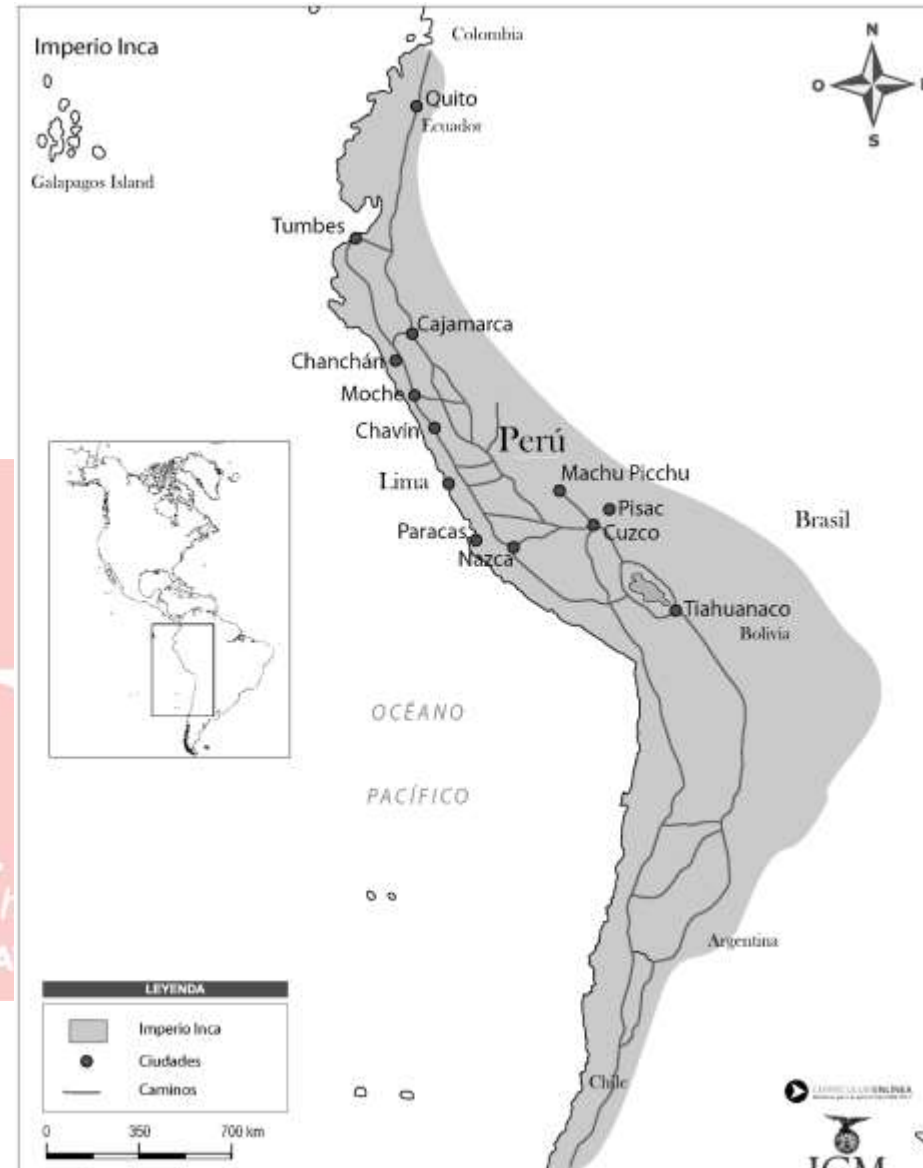 Imperio Inca
Colombia
N
O
S
Quito
Ecuador
Galapagos Island
Tumbes
Cajamarca
Chanchán
Moche
Chavín
Perú
Lima
Machu Picchu
Pisac
Brasil
Paracas
Cuzco
Nazca
Tiahuanaco
Bolivia
OCÉANO
PACÍFICO
Argentina
LEYENDA
Imperio Inca
Ciudades
Caminos
Chile
0 350 700 km
IGM